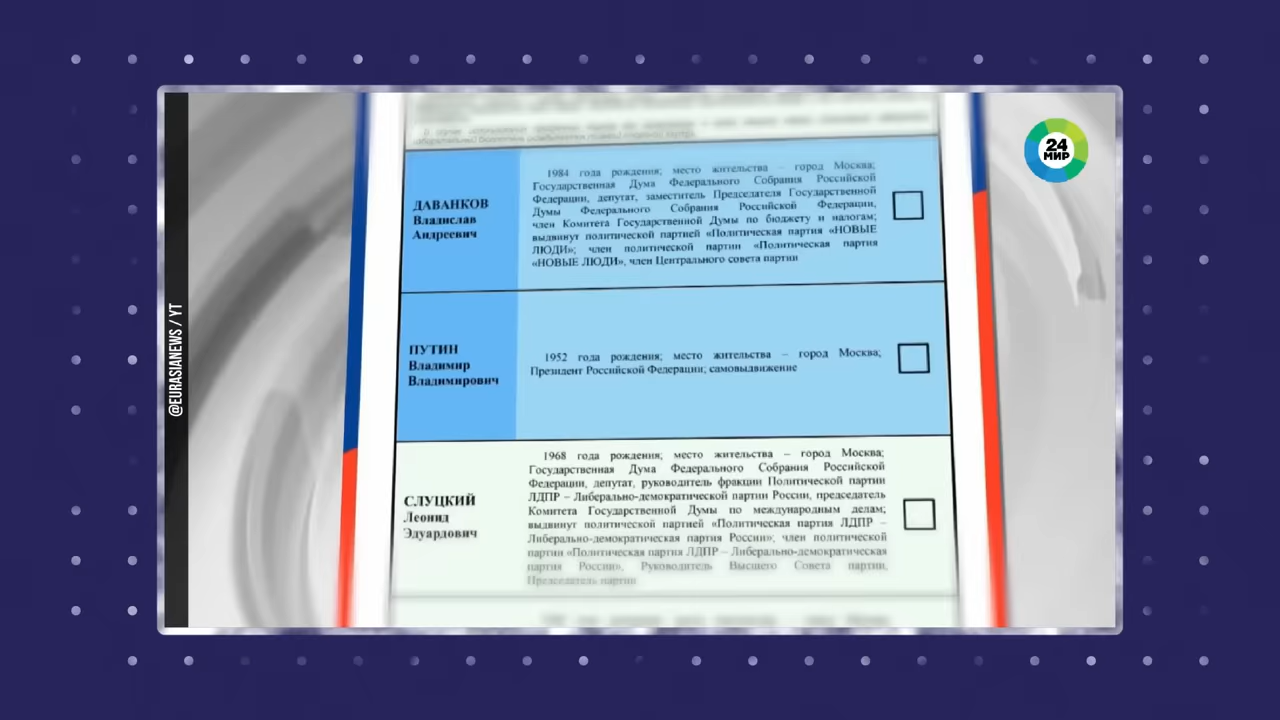 В случае
избирательной бюллетень
ДАВАНКОВ
Владислав
Андреевич
1984 года рождения; место жительства – город Москва;
Государственная Дума Федерального Собрания Российской
Федерации, депутат, заместитель Председателя Государственной
Думы Федерального Собрания Российской Федерации,
член Комитета Государственной Думы по бюджету и налогам;
выдвинут политической партией «Политическая партия «НОВЫЕ
ЛЮДИ»; член политической партии «Политическая партия
«НОВЫЕ ЛЮДИ», член Центрального совета партии
ПУТИН
Владимир
Владимирович
1952 года рождения; место жительства – город Москва;
Президент Российской Федерации; самовыдвижение
СЛУЦКИЙ
Леонид
Эдуардович
1968 года рождения; место жительства – город Москва;
Государственная Дума Федерального Собрания Российской
Федерации, депутат, руководитель фракции Политической партии
ЛДПР – Либерально-демократической партии России, председатель
Комитета Государственной Думы по международным делам;
выдвинут политической партией «Политическая партия ЛДПР –
Либерально-демократическая партия России»; член политической
партии «Политическая партия ЛДПР – Либерально-демократическая
партия России», Руководитель Высшего Совета партии,
Председатель партии
24
МИР
@EURASIANEWS / YT